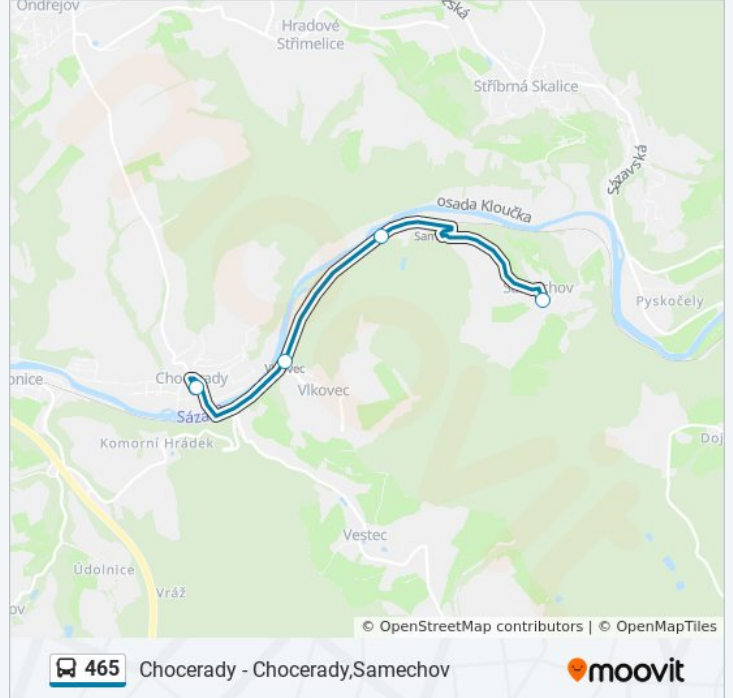 Ondřejov
Hradové
Střimelice
Stříbrná Skalice
Sázavská
osada Kloučka
Pyskočely
Chocerady
Vlkovec
Komorní Hrádek
Vestec
Údolnice
Vráž
© OpenStreetMap contributors | © OpenMapTiles
465 Chocerady - Chocerady,Samechov
moovit